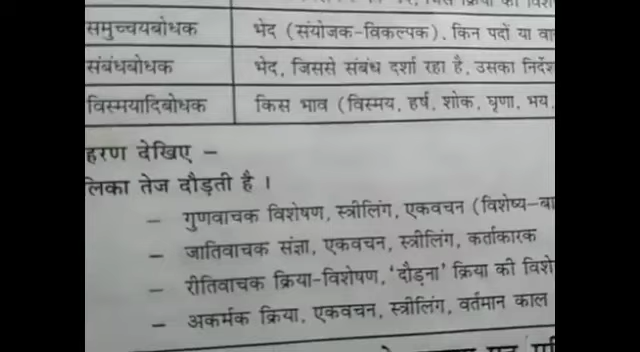 समुच्चयबोधक भेद (संयोजक-विकल्पक). किन पदों या
संबंधबोधक भेद, जिससे संबंध दर्शा रहा है, उसका
विस्मयादिबोधक किस भाव (विस्मय, हर्ष, शोक, घृणा, भय,
हरण देखिए –
लिका तेज दौड़ती है ।
– गुणवाचक विशेषण, स्त्रीलिंग, एकवचन (विशेष्य-बा
– जातिवाचक संज्ञा, एकवचन, स्त्रीलिंग, कर्ताकारक
– रीतिवाचक क्रिया-विशेषण, 'दौड़ना' क्रिया की विशे
– अकर्मक क्रिया, एकवचन, स्त्रीलिंग, वर्तमान काल